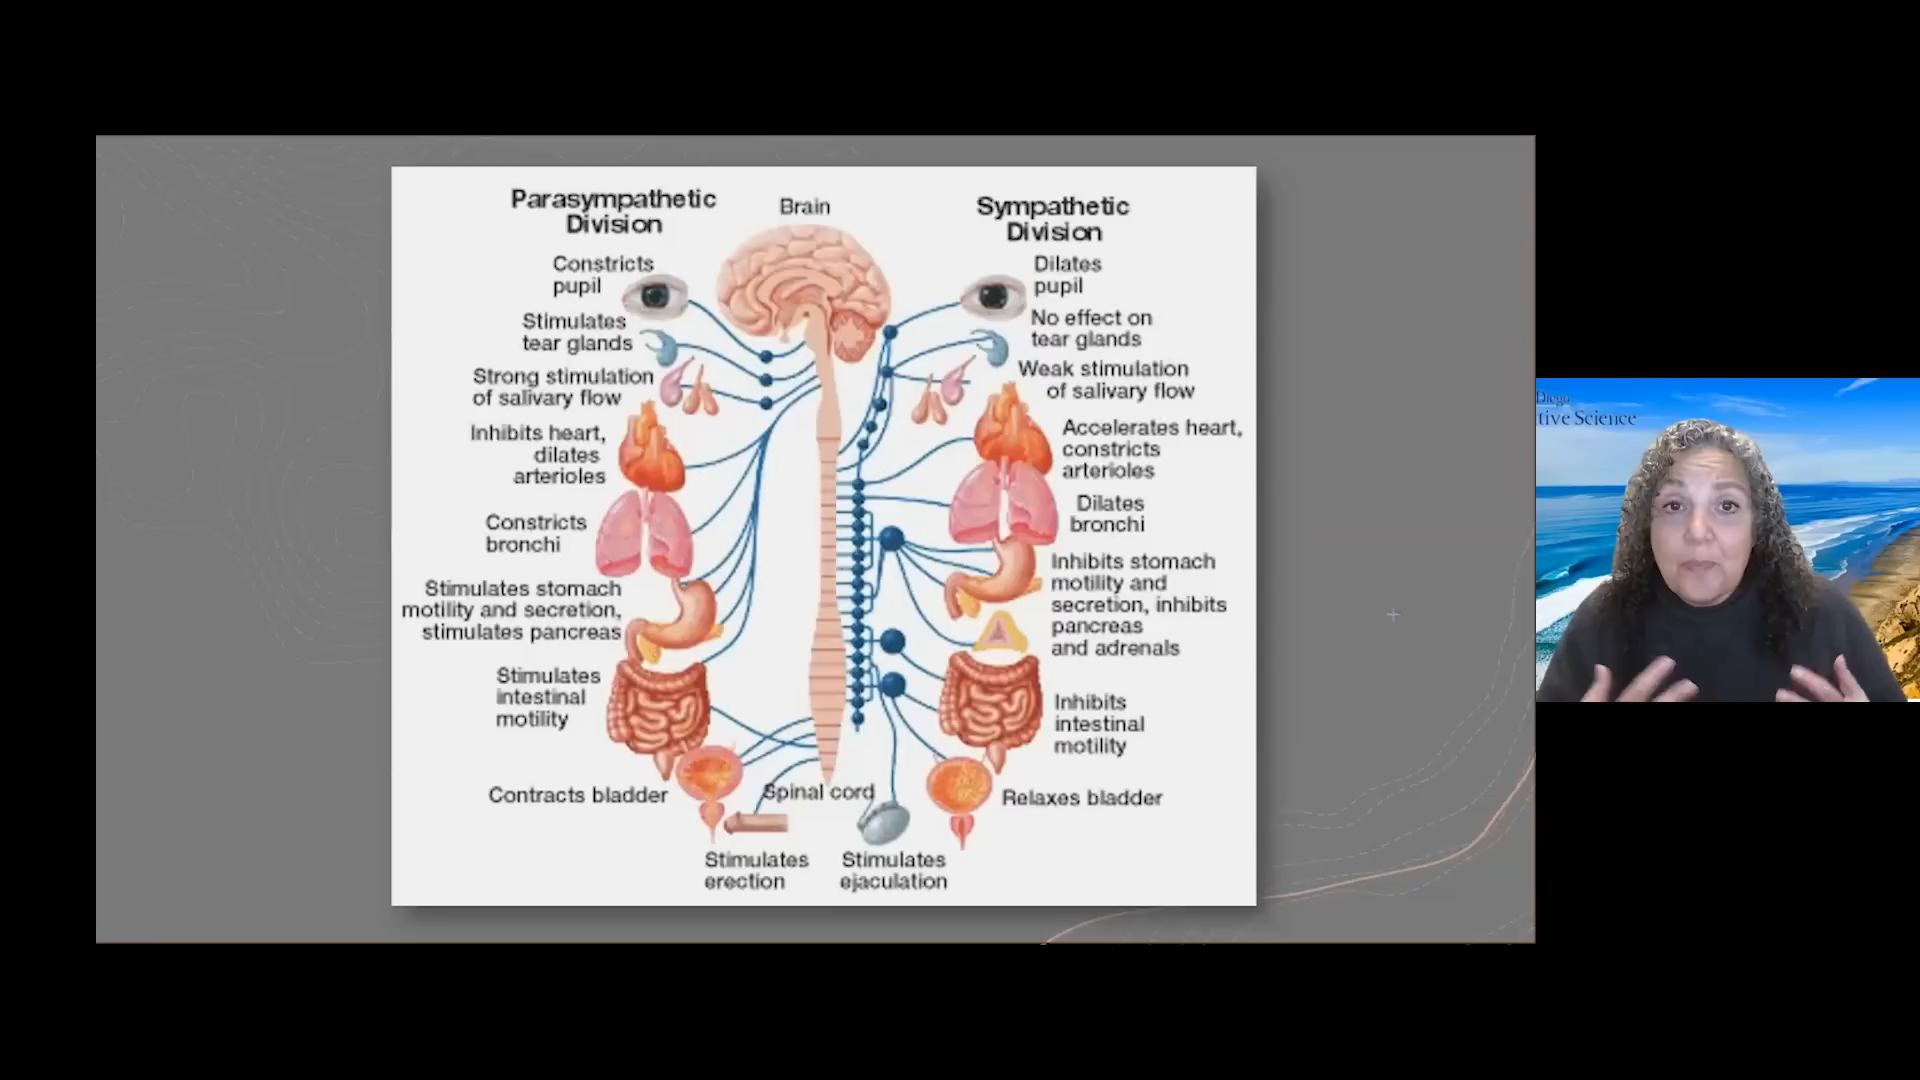 Parasympathetic
Division
Brain
Sympathetic
Division
Constricts
pupil
Stimulates
tear glands
Strong stimulation
of salivary flow
Inhibits heart,
dilates
arterioles
Constricts
bronchi
Stimulates stomach
motility and secretion,
stimulates pancreas
Stimulates
intestinal
motility
Contracts bladder
Stimulates
erection
Spinal cord
Dilates
pupil
No effect on
tear glands
Weak stimulation
of salivary flow
Accelerates heart,
constricts
arterioles
Dilates
bronchi
Inhibits stomach
motility and
secretion, inhibits
pancreas
and adrenals
Inhibits
intestinal
motility
Relaxes bladder
Stimulates
ejaculation
Diego
tive Science